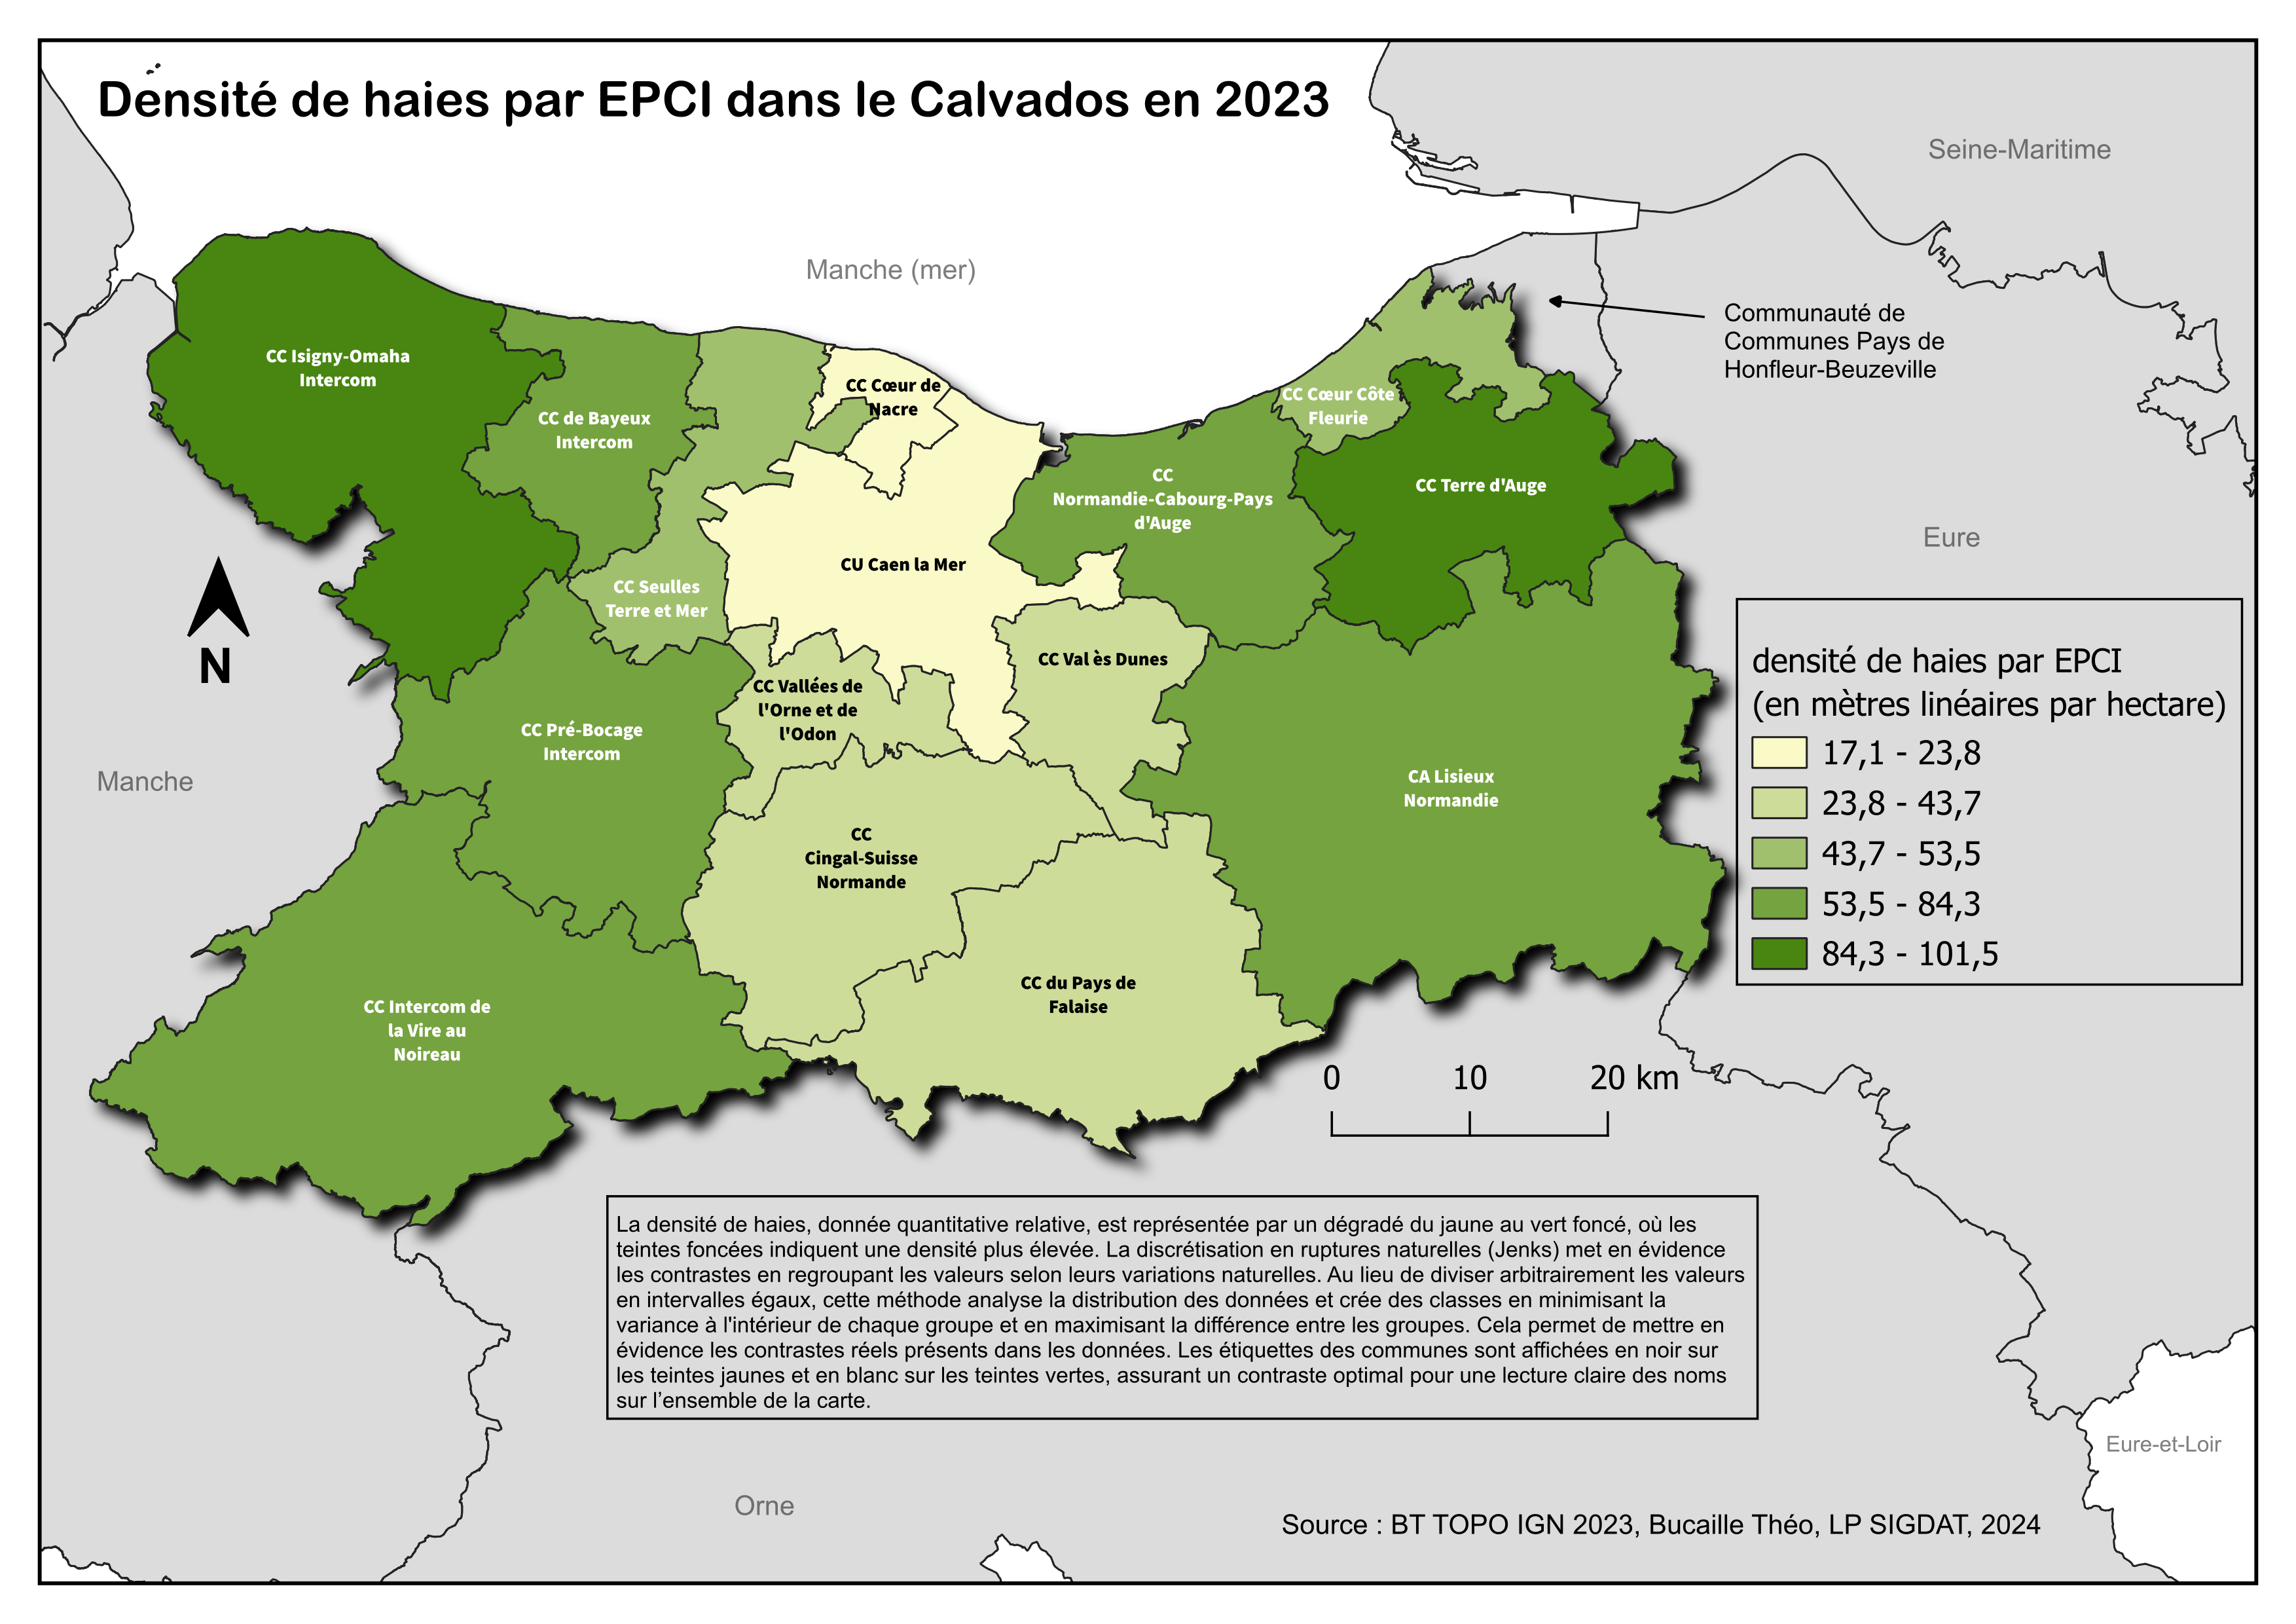 Densité de haies par EPCI dans le Calvados en 2023
Seine-Maritime
Manche (mer)
Communauté de
Communes Pays de
Honfleur-Beuzeville
CC Isigny-Omaha
Intercom
CC de Bayeux
Intercom
CC Cœur de
Nacre
CC Cœur Côte
Fleurie
CC
Normandie-Cabourg-Pays
d'Auge
CC Terre d'Auge
Eure
CU Caen la Mer
CC Seulles
Terre et Mer
N
CC Val ès Dunes
CC Vallées de
l'Orne et de
l'Odon
CC Pré-Bocage
Intercom
Manche
CA Lisieux
Normandie
densité de haies par EPCI
(en mètres linéaires par hectare)
17,1 - 23,8
23,8 - 43,7
43,7 - 53,5
53,5 - 84,3
84,3 - 101,5
CC
Cingal-Suisse
Normande
CC du Pays de
Falaise
CC Intercom de
la Vire au
Noireau
0 10 20 km
La densité de haies, donnée quantitative relative, est représentée par un dégradé du jaune au vert foncé, où les
teintes foncées indiquent une densité plus élevée. La discrétisation en ruptures naturelles (Jenks) met en évidence
les contrastes en regroupant les valeurs selon leurs variations naturelles. Au lieu de diviser arbitrairement les valeurs
en intervalles égaux, cette méthode analyse la distribution des données et crée des classes en minimisant la
variance à l'intérieur de chaque groupe et en maximisant la différence entre les groupes. Cela permet de mettre en
évidence les contrastes réels présents dans les données. Les étiquettes des communes sont affichées en noir sur
les teintes jaunes et en blanc sur les teintes vertes, assurant un contraste optimal pour une lecture claire des noms
sur l’ensemble de la carte.
Eure-et-Loir
Orne
Source : BT TOPO IGN 2023, Bucaille Théo, LP SIGDAT, 2024